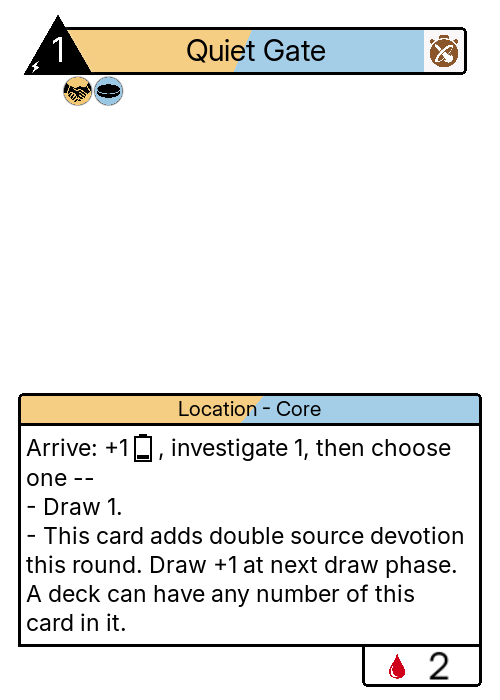 1
Quiet Gate
Location - Core
Arrive: +1 , investigate 1, then choose
one --
- Draw 1.
- This card adds double source devotion
this round. Draw +1 at next draw phase.
A deck can have any number of this
card in it.
2